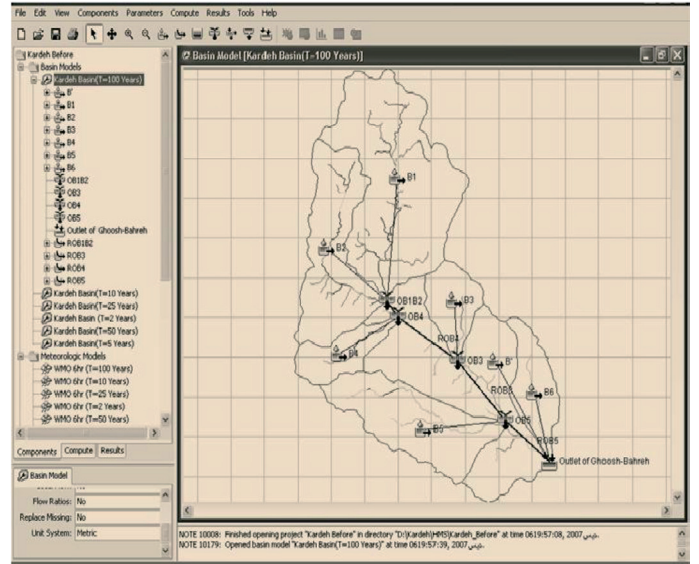 File Edit View Components Parameters Compute Results Tools Help
Kardeh Before
Basin Models
Kardeh Basin(T=100 Years)
B'
B1
B2
B3
B4
B5
B6
OB1B2
OB3
OB4
OB5
Outlet of Ghoosh-Bahreh
ROB1B2
ROB3
ROB4
ROB5
Kardeh Basin(T=10 Years)
Kardeh Basin(T=25 Years)
Kardeh Basin (T=2 Years)
Kardeh Basin(T=50 Years)
Kardeh Basin(T=5 Years)
Meteorologic Models
WMO 6hr (T=100 Years)
WMO 6hr (T=10 Years)
WMO 6hr (T=25 Years)
WMO 6hr (T=2 Years)
WMO 6hr (T=50 Years)
Components Compute Results
Basin Model
Flow Ratios: No
Replace Missing: No
Unit System: Metric
Basin Model [Kardeh Basin(T=100 Years)]
B1
B2
OB1B2
B3
OB4
ROB4
B4
OB3
B'
ROB3
B6
OB5
B5
ROB5
Outlet of Ghoosh-Bahreh
NOTE 10008: Finished opening project "Kardeh Before" in directory "D:\Kardeh\HMS\Kardeh_Before" at time 0619:57:08, 2007
NOTE 10179: Opened basin model "Kardeh Basin(T=100 Years)" at time 0619:57:39, 2007